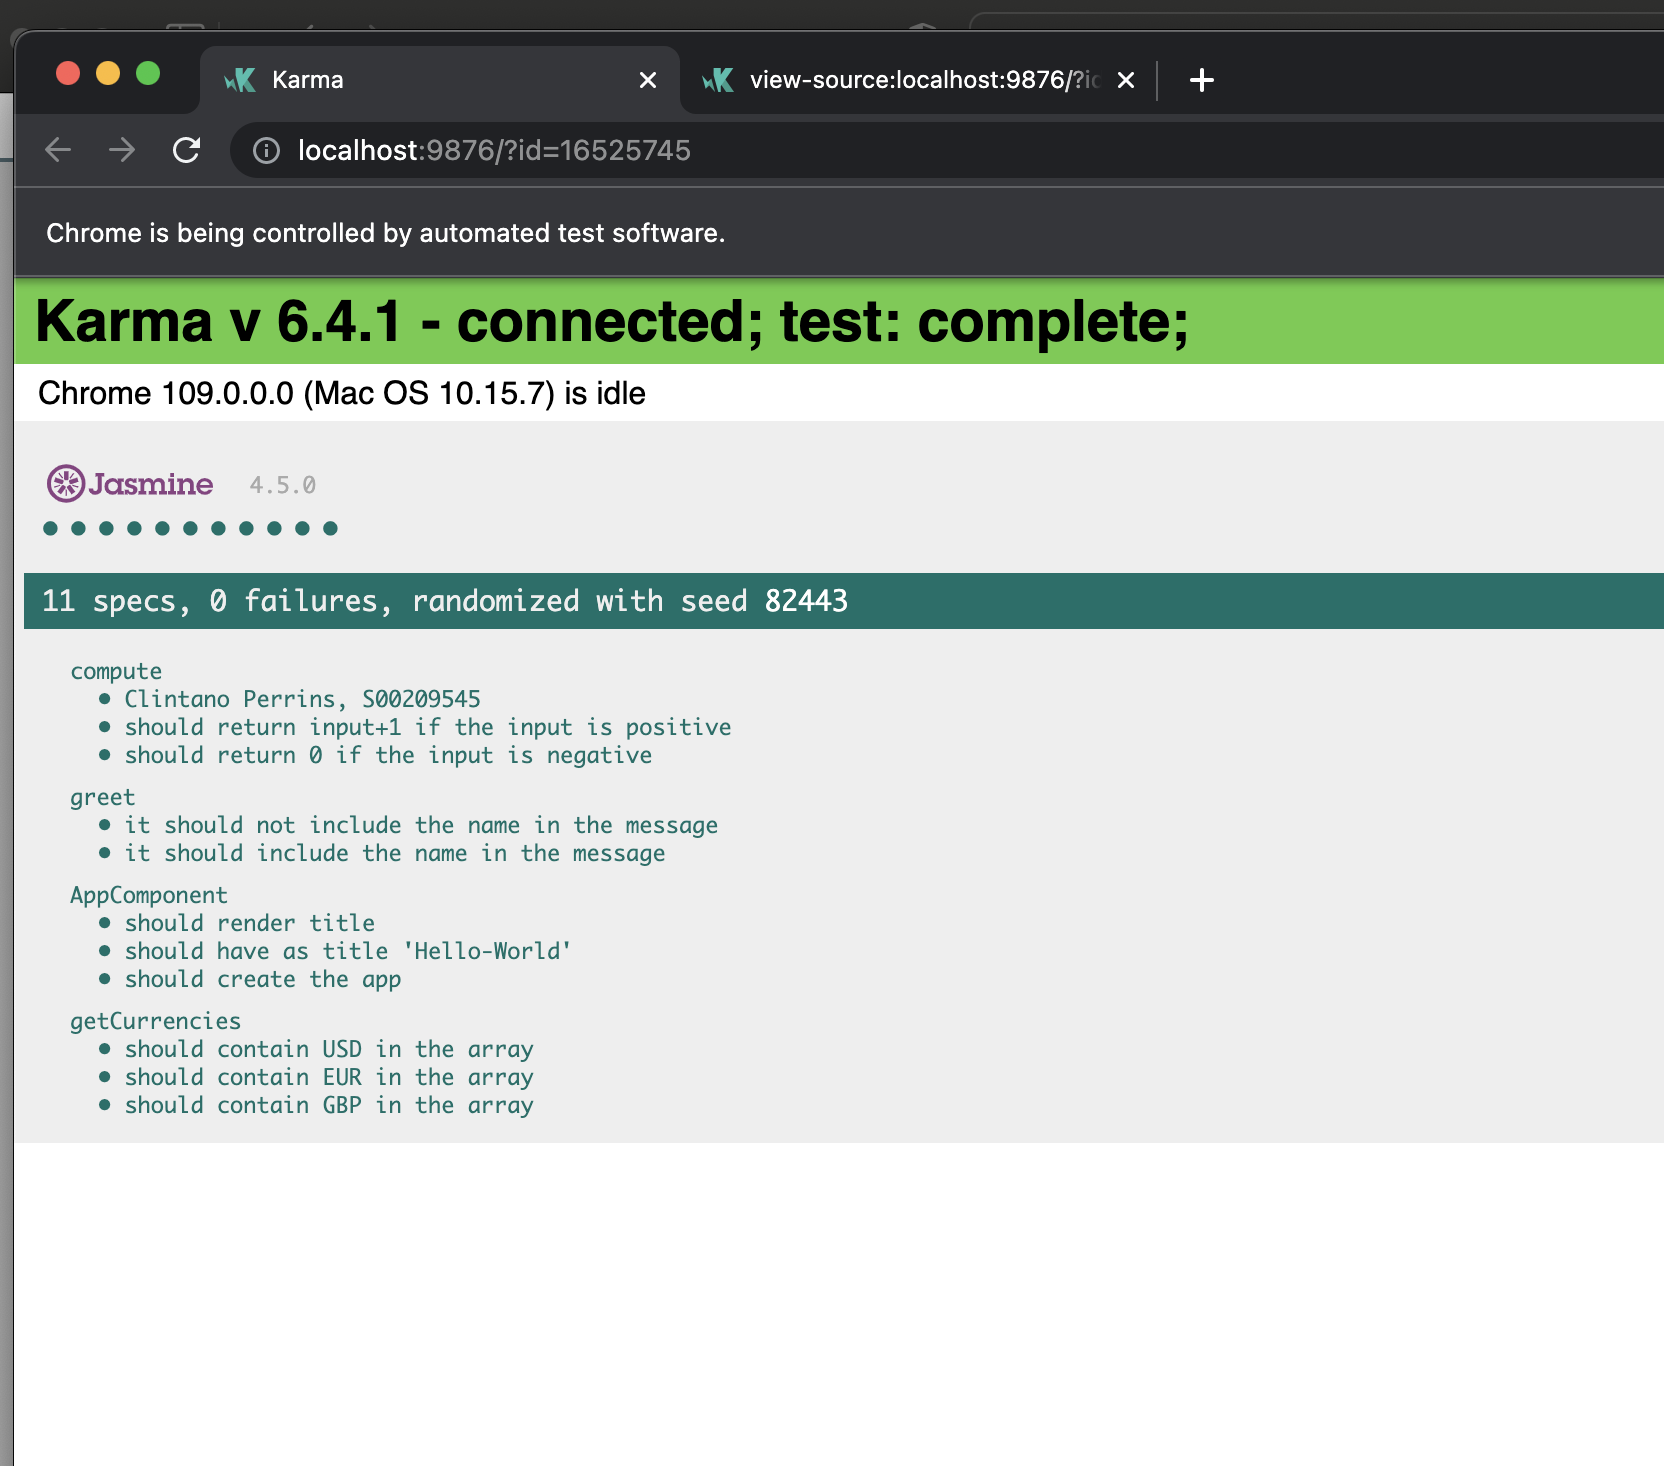 Karma
view-source:localhost:9876/?id
localhost:9876/?id=16525745
Chrome is being controlled by automated test software.
Karma v 6.4.1 - connected; test: complete;
Chrome 109.0.0.0 (Mac OS 10.15.7) is idle
Jasmine 4.5.0
11 specs, 0 failures, randomized with seed 82443
compute
• Clintano Perrins, S00209545
• should return input+1 if the input is positive
• should return 0 if the input is negative
greet
• it should not include the name in the message
• it should include the name in the message
AppComponent
• should render title
• should have as title 'Hello-World'
• should create the app
getCurrencies
• should contain USD in the array
• should contain EUR in the array
• should contain GBP in the array